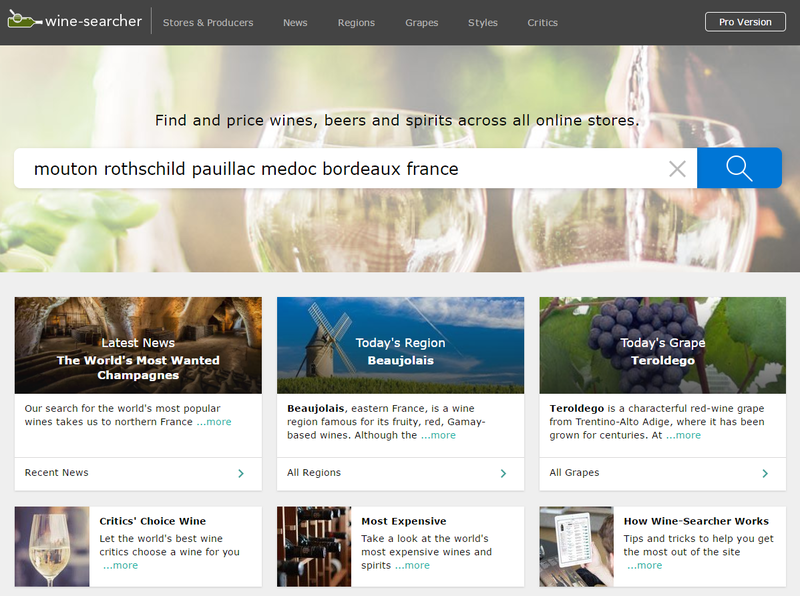 wine-searcher
Stores & Producers
News
Regions
Grapes
Styles
Critics
Pro Version
Find and price wines, beers and spirits across all online stores.
mouton rothschild pauillac medoc bordeaux france
Latest News
The World's Most Wanted
Champagnes
Our search for the world's most popular
wines takes us to northern France ...more
Recent News
Today's Region
Beaujolais
Beaujolais, eastern France, is a wine
region famous for its fruity, red, Gamay-
based wines. Although the ...more
All Regions
Today's Grape
Teroldego
Teroldego is a characterful red-wine grape
from Trentino-Alto Adige, where it has been
grown for centuries. At ...more
All Grapes
Critics' Choice Wine
Let the world's best wine
critics choose a wine for you
...more
Most Expensive
Take a look at the world's
most expensive wines and
spirits ...more
How Wine-Searcher Works
Tips and tricks to help you get
the most out of the site
...more